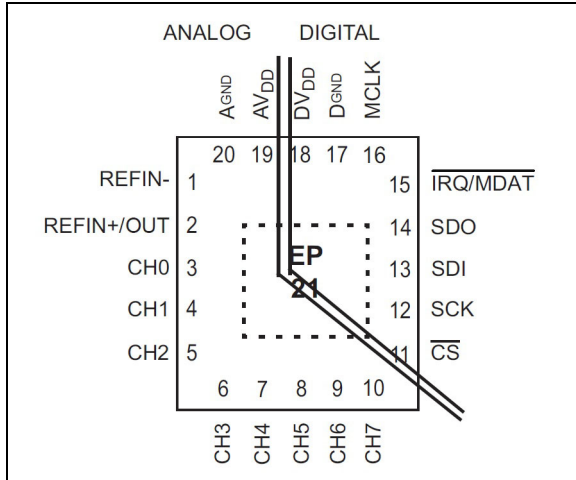 ANALOG DIGITAL
AGND AVDD DVDD DGND MCLK
20 19 18 17 16
REFIN- 1 15 IRQ/MDAT
REFIN+/OUT 2 14 SDO
EP
CH0 3 13 SDI
21
CH1 4 12 SCK
CH2 5 11 CS
6 7 8 9 10
CH3 CH4 CH5 CH6 CH7